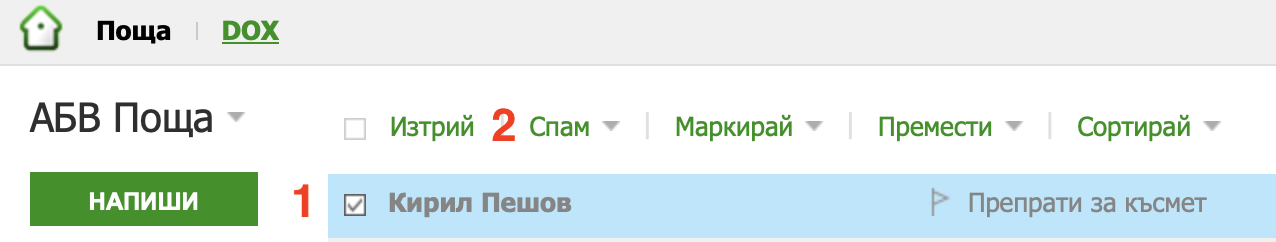 Поща DOX
АБВ Поща
Изтрий 2 Спам Маркирай Премести Сортирай
НАПИШИ
1 Кирил Пешов Препрати за късмет